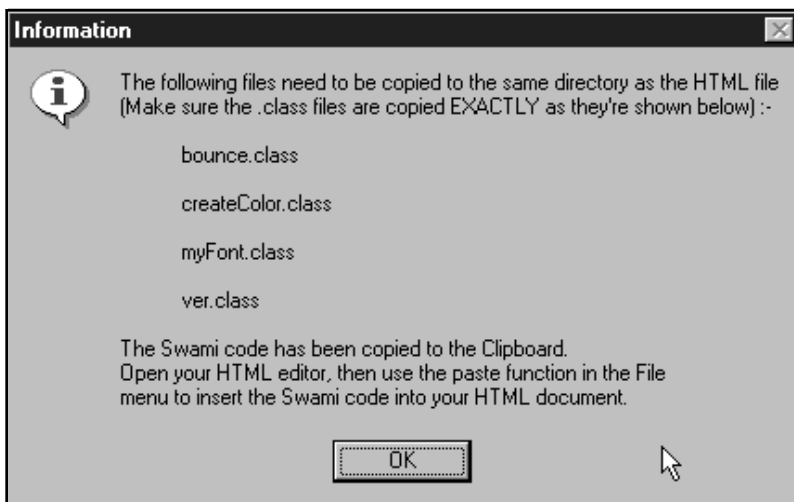 Information
The following files need to be copied to the same directory as the HTML file
(Make sure the .class files are copied EXACTLY as they're shown below) :-
bounce.class
createColor.class
myFont.class
ver.class
The Swami code has been copied to the Clipboard.
Open your HTML editor, then use the paste function in the File
menu to insert the Swami code into your HTML document.
OK